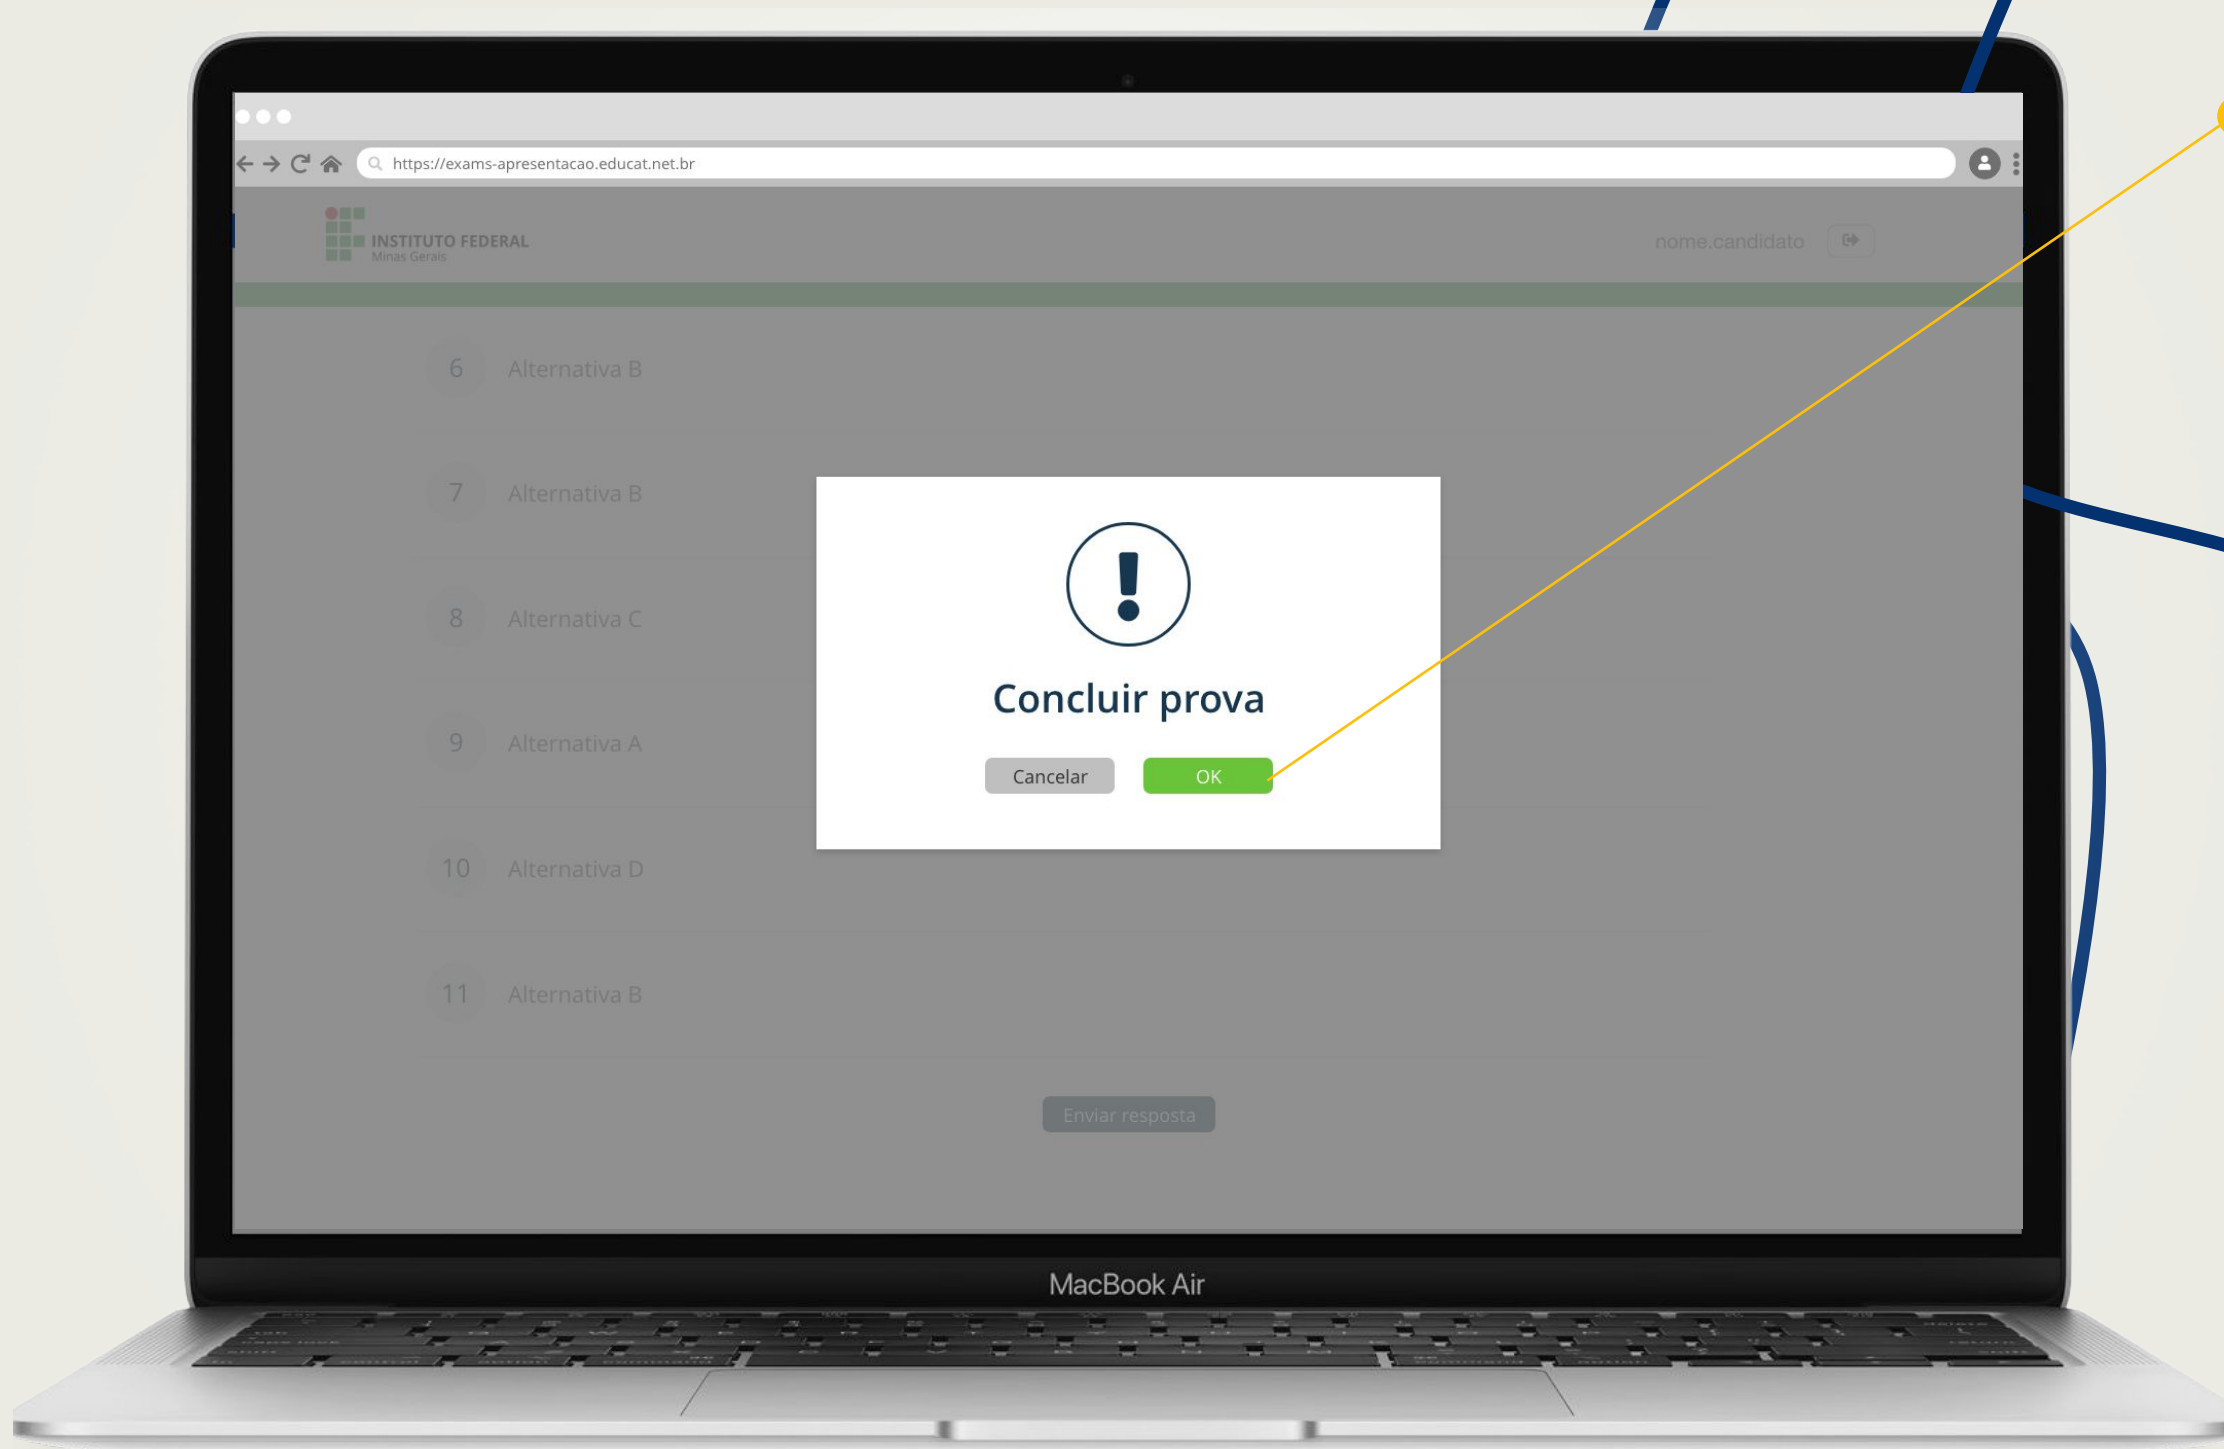 https://exams-apresentacao.educat.net.br
INSTITUTO FEDERAL
Minas Gerais
nome.candidato
6 Alternativa B
7 Alternativa B
8 Alternativa C
9 Alternativa A
10 Alternativa D
11 Alternativa B
Concluir prova
Cancelar OK
Enviar resposta
MacBook Air